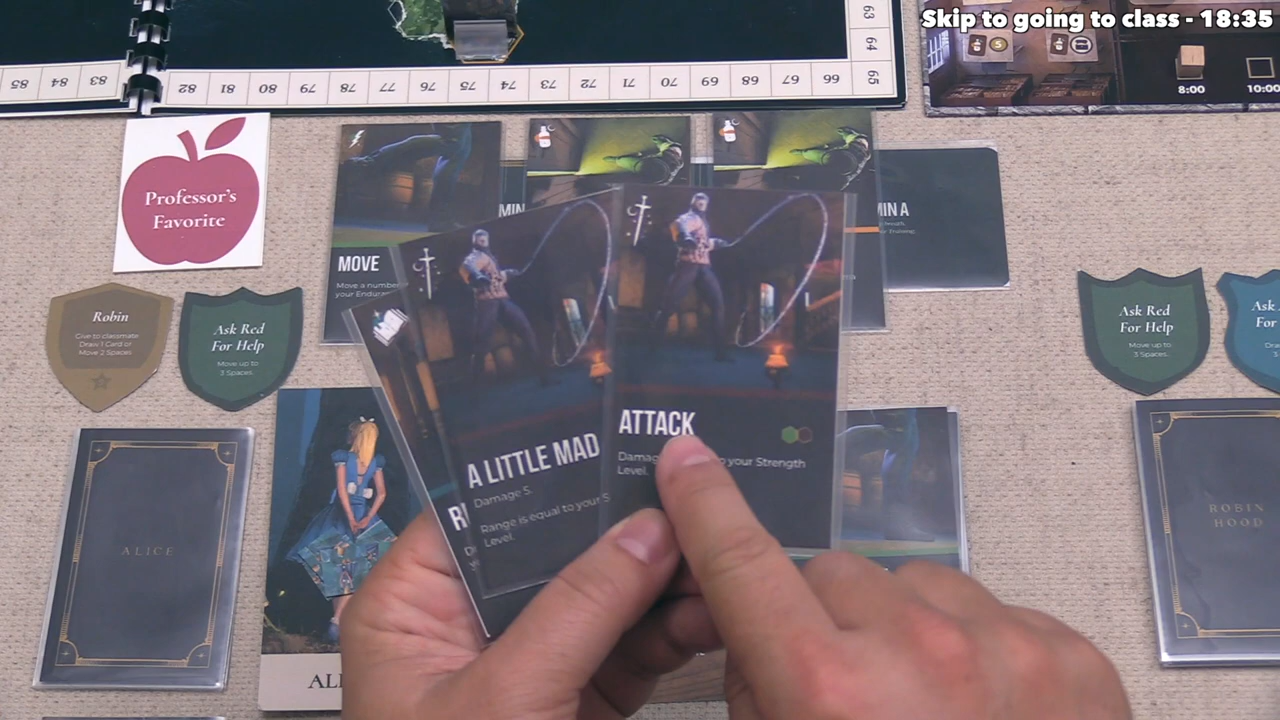 Skip to going to class - 18:35
63
64
65
85 84 83 82 81 80 79 78 77 76 75 74 73 72 71 70 69 68 67 66
5
8:00
10:00
Professor's
Favorite
MOVE
Move a number
your Endurance
MIN
MIN A
Robin
Give to classmate
Draw 1 Card or
Move 2 Spaces
Ask Red
For Help
Move up to
3 Spaces
Ask Red
For Help
Move up to
3 Spaces.
Ask
For
A LITTLE MAD
Damage 5.
Range is equal to your S
Level.
ATTACK
to your Strength
Level.
ALICE
ROBIN
HOOD